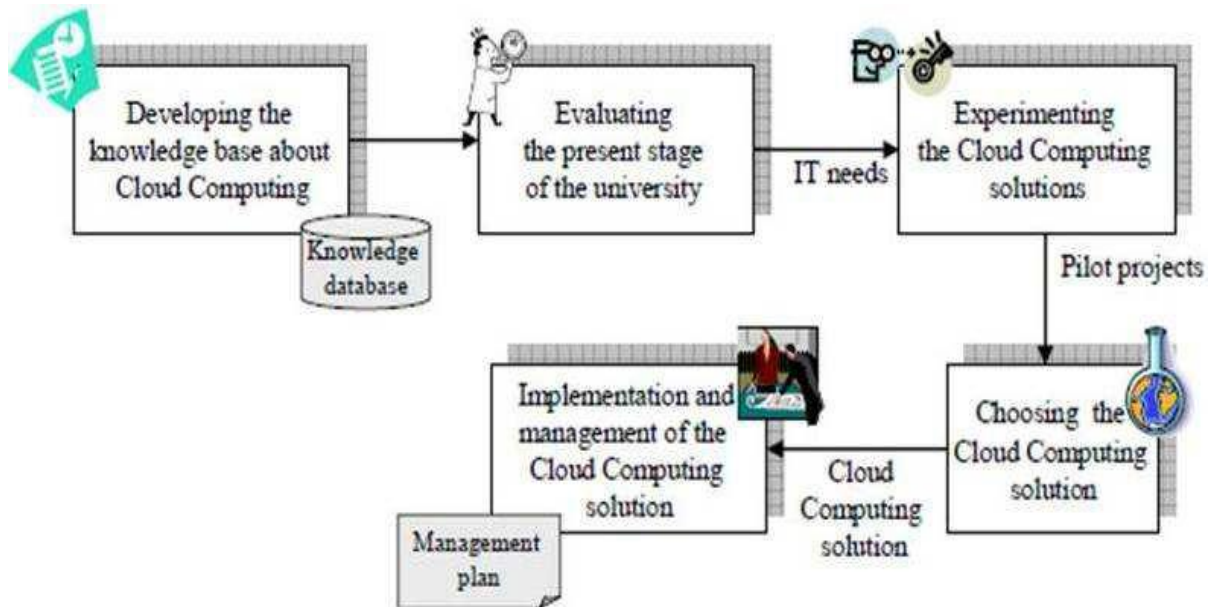 Developing the
knowledge base about
Cloud Computing
Knowledge
database
Evaluating
the present stage
of the university
IT needs
Experimenting
the Cloud Computing
solutions
Pilot projects
Choosing the
Cloud Computing
solution
Cloud
Computing
solution
Implementation and
management of the
Cloud Computing
solution
Management
plan